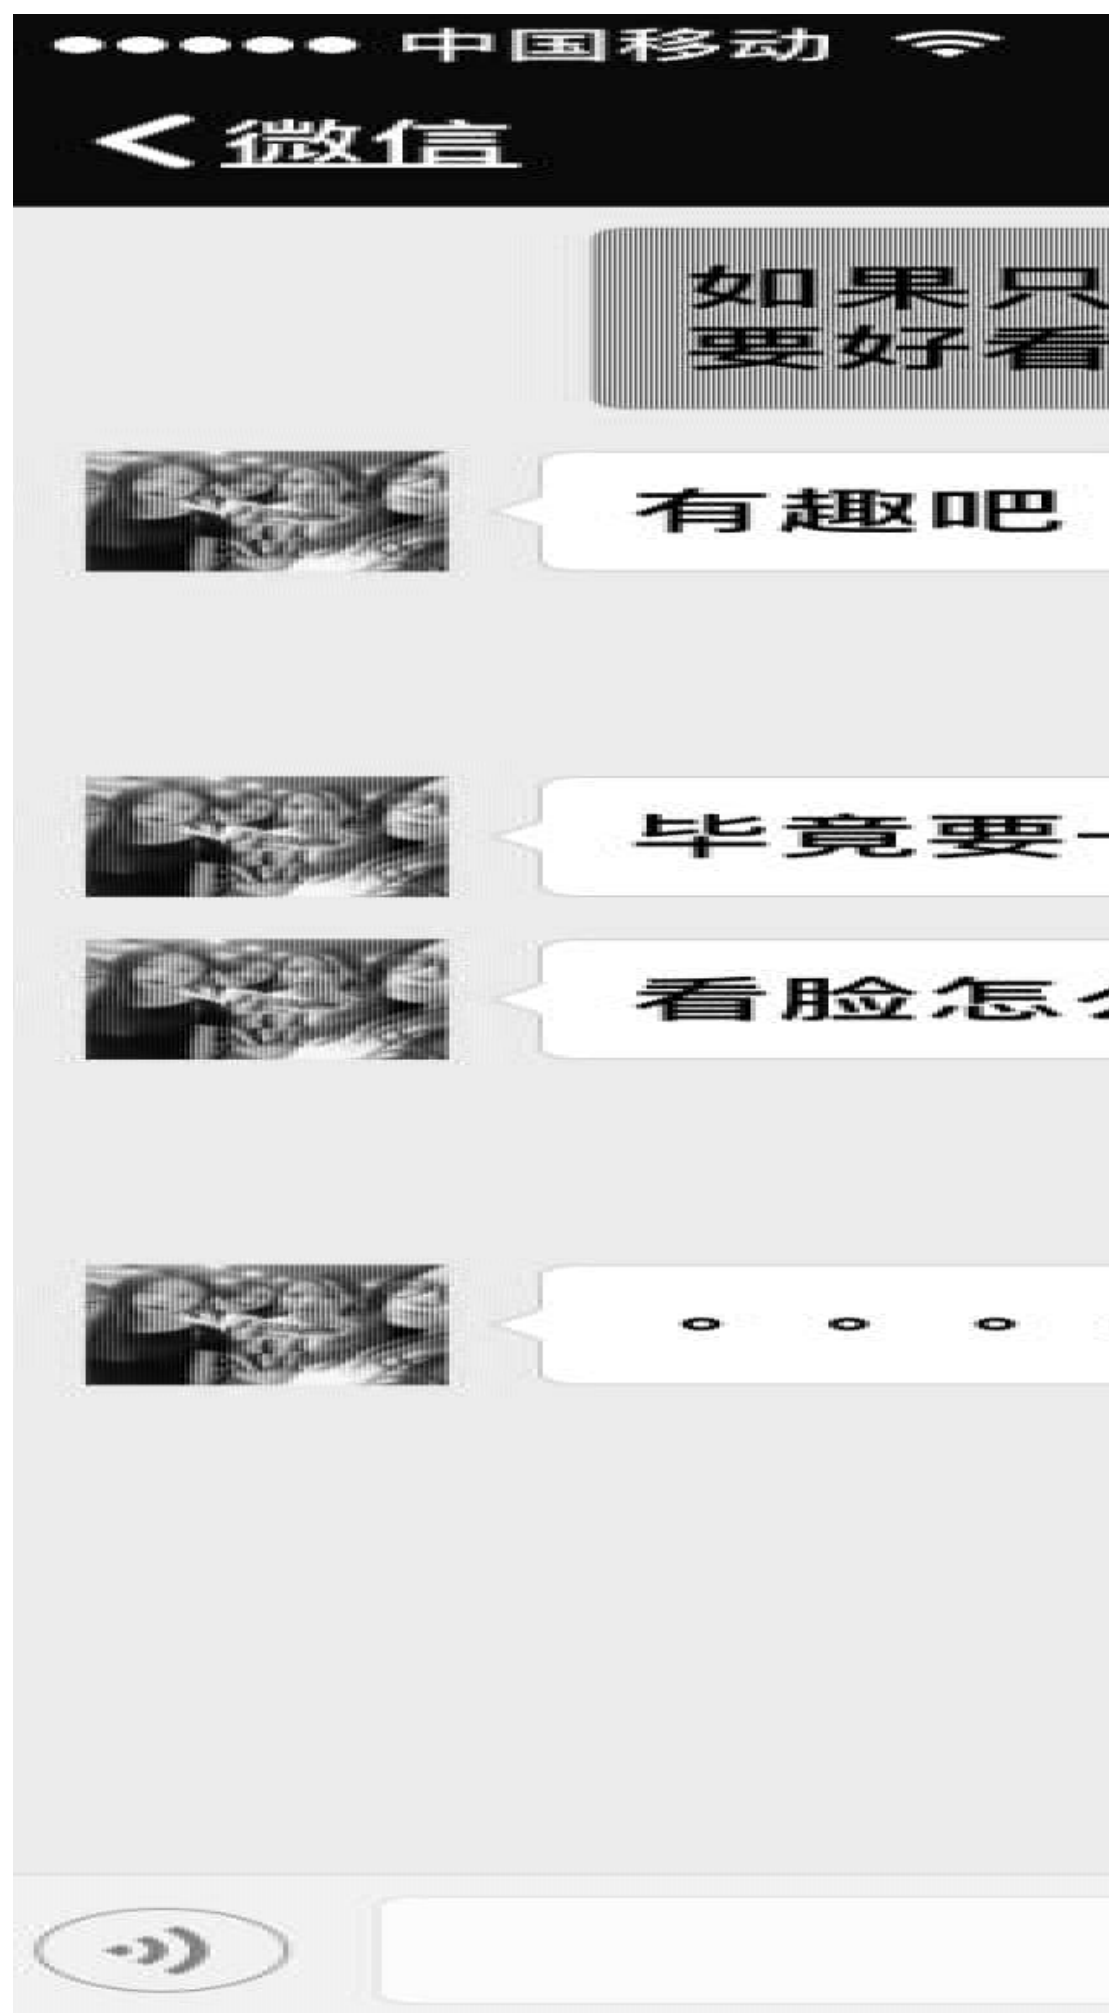 中国移动
微信
如果只
要好看
有趣吧
毕竟要一
看脸怎
。。。